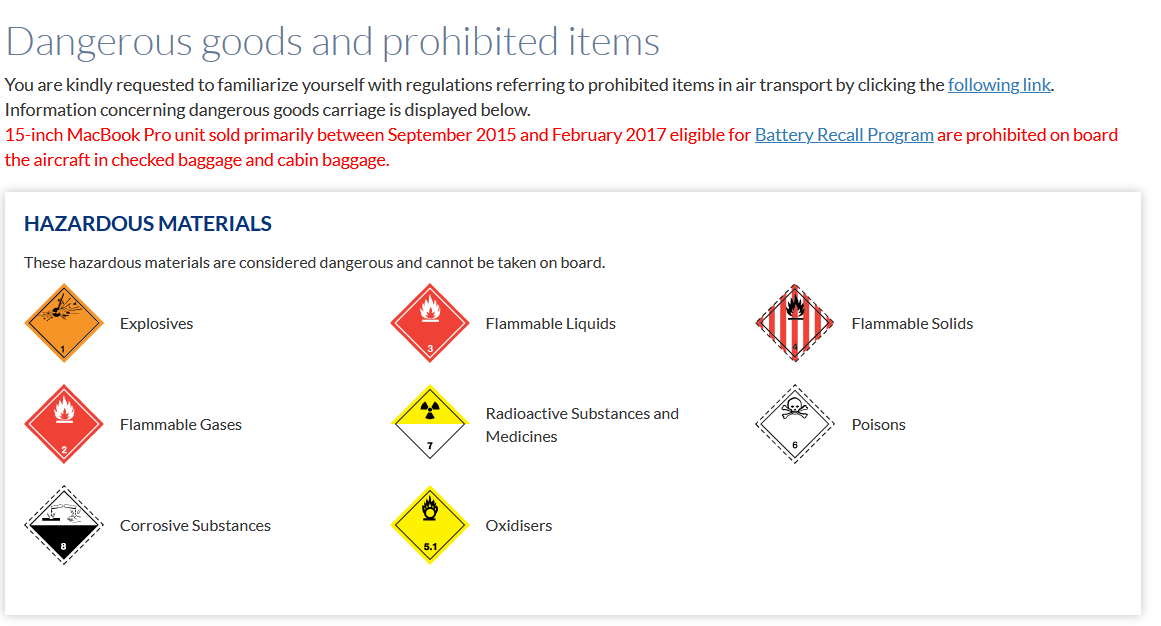 Dangerous goods and prohibited items
You are kindly requested to familiarize yourself with regulations referring to prohibited items in air transport by clicking the following link.
Information concerning dangerous goods carriage is displayed below.
15-inch MacBook Pro unit sold primarily between September 2015 and February 2017 eligible for Battery Recall Program are prohibited on board
the aircraft in checked baggage and cabin baggage.
HAZARDOUS MATERIALS
These hazardous materials are considered dangerous and cannot be taken on board.
1
Explosives
3
Flammable Liquids
4
Flammable Solids
2
Flammable Gases
7
Radioactive Substances and
Medicines
6
Poisons
8
Corrosive Substances
5.1
Oxidisers